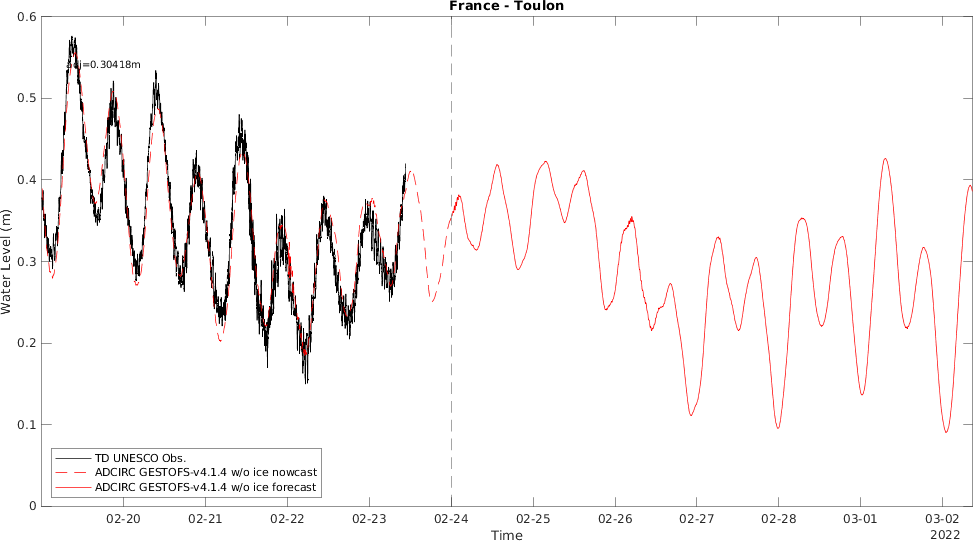 France - Toulon
Water Level (m)
0.6
0.5
0.4
0.3
0.2
0.1
0
=0.30418m
TD UNESCO Obs.
ADCIRC GESTOFS-v4.1.4 w/o ice nowcast
ADCIRC GESTOFS-v4.1.4 w/o ice forecast
02-20 02-21 02-22 02-23 02-24 02-25 02-26 02-27 02-28 03-01 03-02
Time
2022